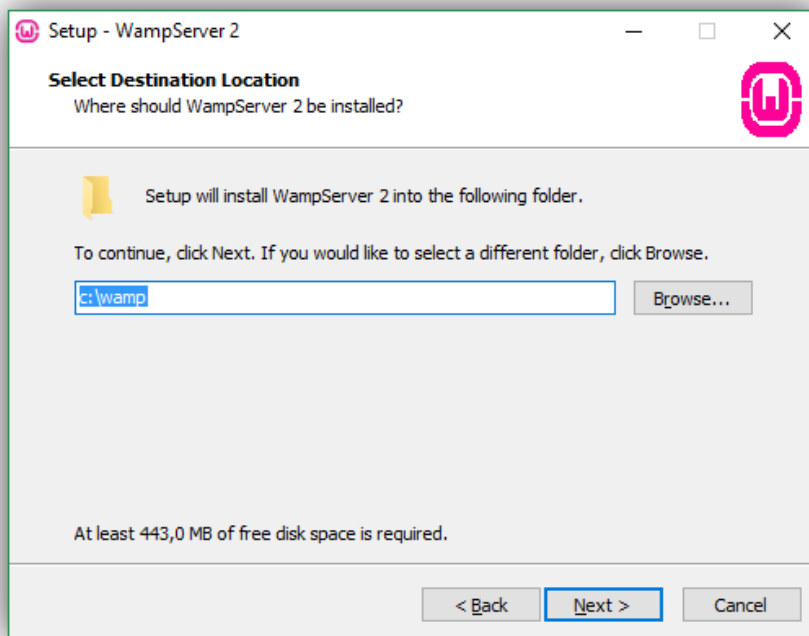 Setup - WampServer 2
Select Destination Location
Where should WampServer 2 be installed?
Setup will install WampServer 2 into the following folder.
To continue, click Next. If you would like to select a different folder, click Browse.
c:\wamp
Browse...
At least 443,0 MB of free disk space is required.
< Back
Next >
Cancel